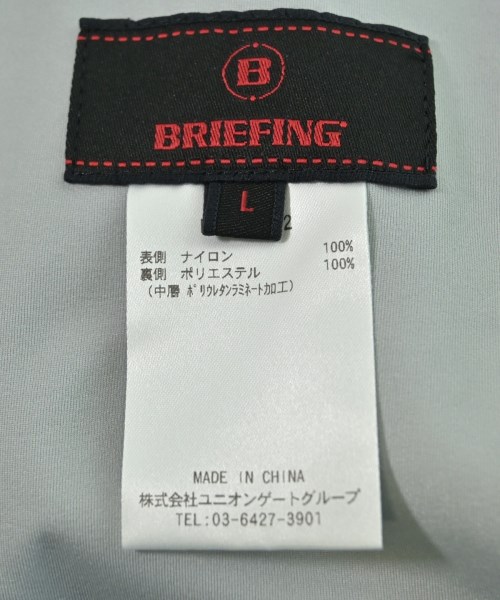 B
BRIEFING
L
2
表側 ナイロン 100%
裏側 ポリエステル 100%
(中層 ポリウレタンラミネート加工)
MADE IN CHINA
株式会社ユニオンゲートグループ
TEL:03-6427-3901